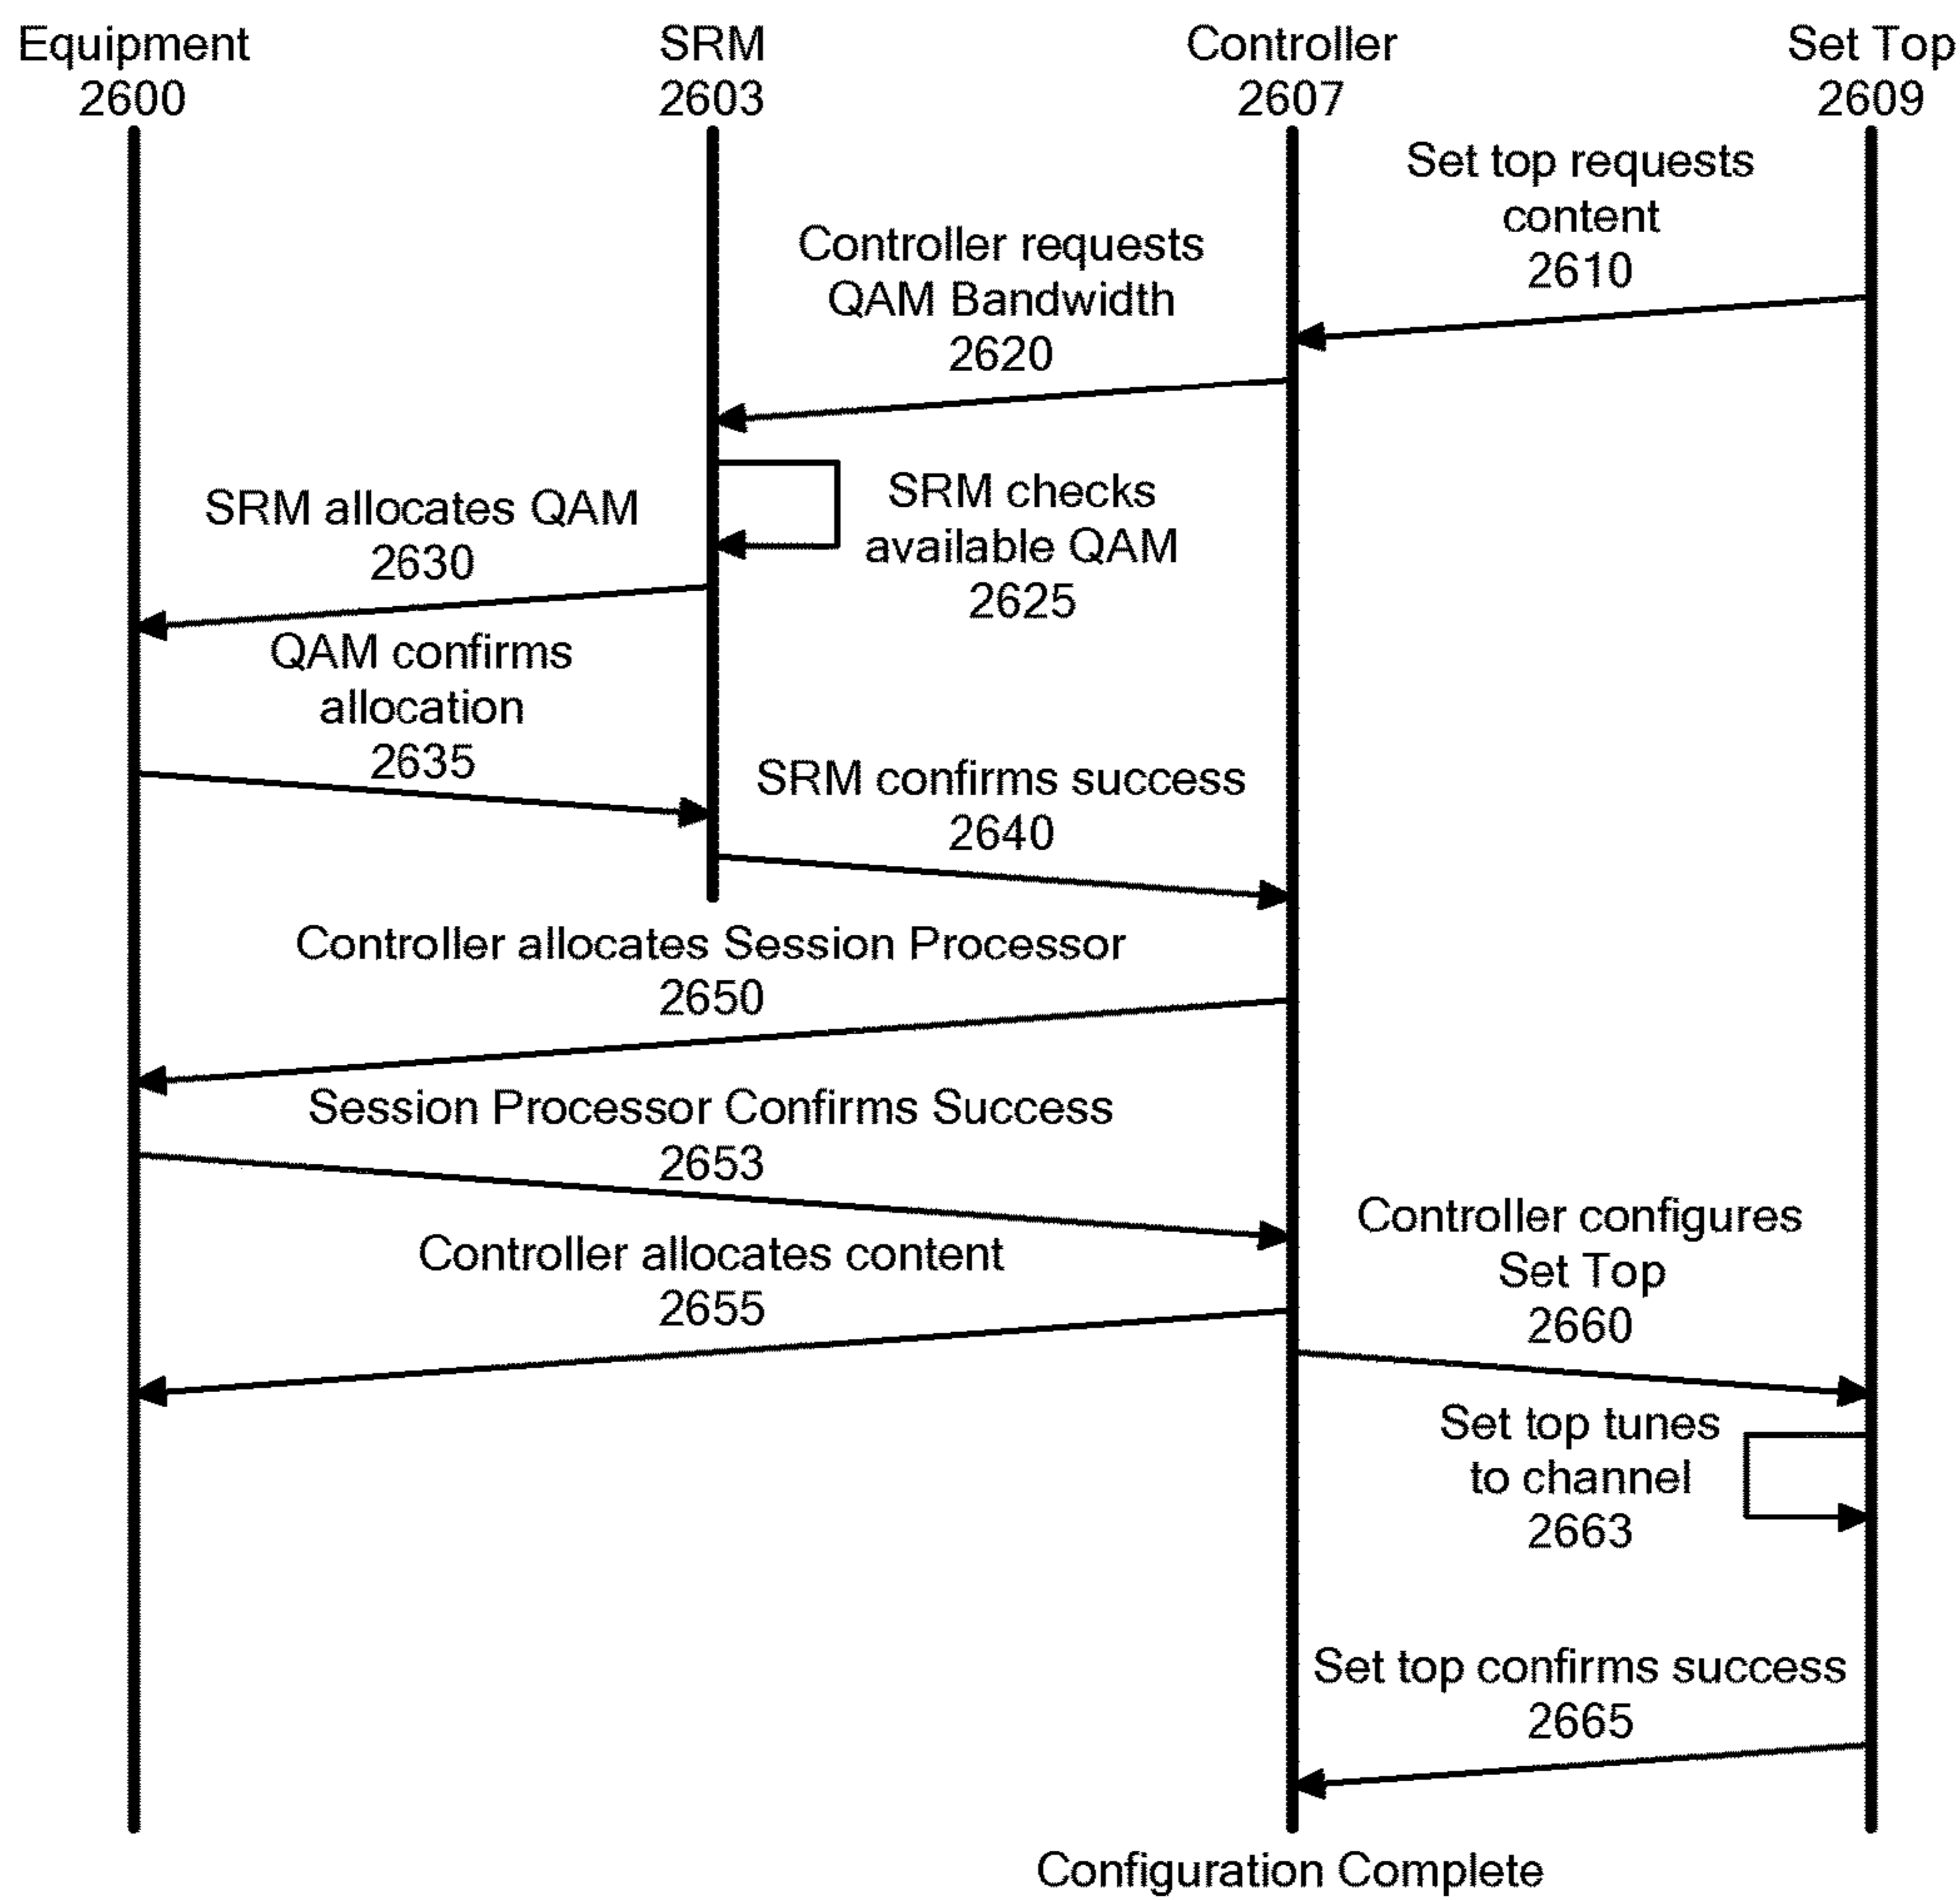 Equipment
2600
SRM
2603
Controller
2607
Set Top
2609
Set top requests
content
2610
Controller requests
QAM Bandwidth
2620
SRM checks
available QAM
2625
SRM allocates QAM
2630
QAM confirms
allocation
2635
SRM confirms success
2640
Controller allocates Session Processor
2650
Session Processor Confirms Success
2653
Controller allocates content
2655
Controller configures
Set Top
2660
Set top tunes
to channel
2663
Set top confirms success
2665
Configuration Complete